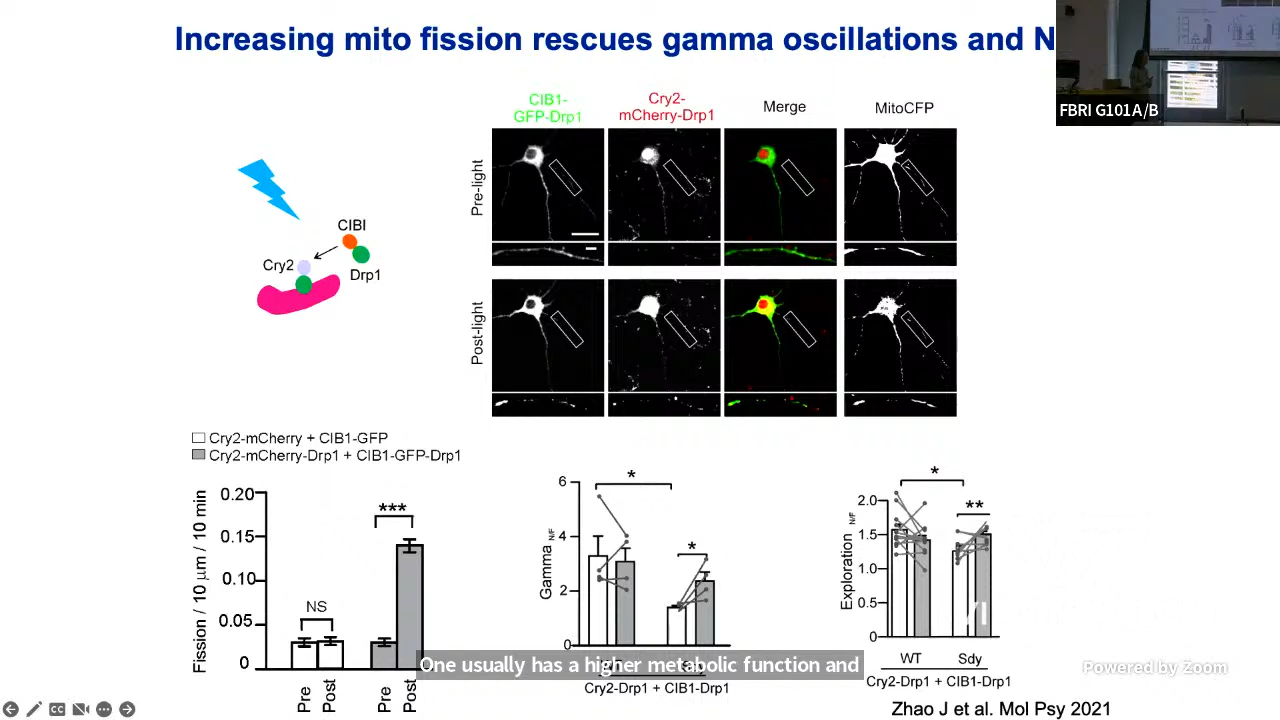 Increasing mito fission rescues gamma oscillations and N
FBRI G101A/B
CIB1-
GFP-Drp1
Cry2-
mCherry-Drp1
Merge
MitoCFP
Pre-light
Post-light
CIBI
Cry2
Drp1
Cry2-mCherry + CIB1-GFP
Cry2-mCherry-Drp1 + CIB1-GFP-Drp1
Fission / 10 µm / 10 min
0.20
0.15
0.10
0.05
0
NS
***
Pre
Post
Pre
Post
Gamma N/F
6
4
2
0
*
*
Cry2-Drp1 + CIB1-Drp1
Exploration N/F
2.0
1.5
1.0
0.5
0
*
**
WT
Sdy
Cry2-Drp1 + CIB1-Drp1
One usually has a higher metabolic function and
Powered by Zoom
Zhao J et al. Mol Psy 2021